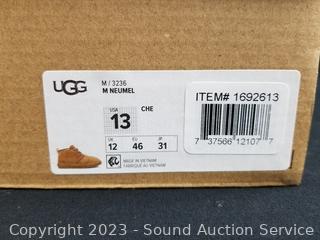 UGG
M / 3236
M NEUMEL
USA
13
CHE
UK
12
EU
46
JP
31
MADE IN VIETNAM
FABRIQUÉ AU VIETNAM
ITEM# 1692613
7 37566 12107 7
Copyright 2023 - Sound Auction Service